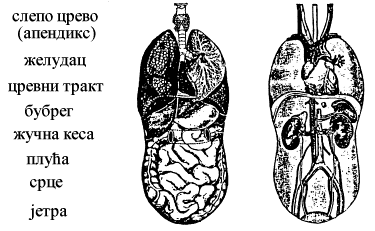 слепо црево
(апендикс)
желудац
цревни тракт
бубрег
жучна кеса
плућа
срце
јетра